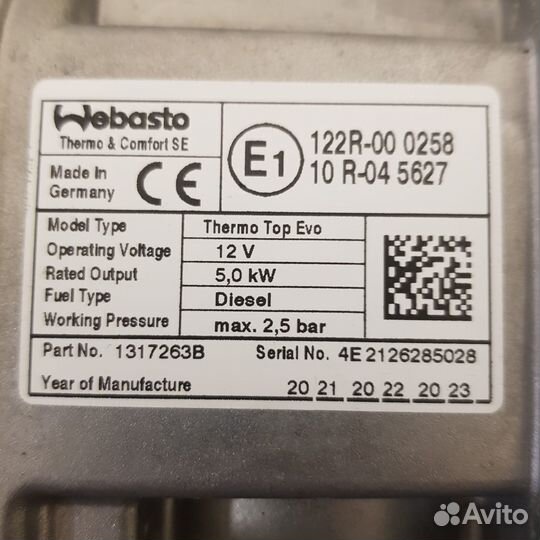 Webasto
Thermo & Comfort SE
Made In
Germany
CE
E1
122R-00 0258
10 R-04 5627
Model Type Thermo Top Evo
Operating Voltage 12 V
Rated Output 5,0 kW
Fuel Type Diesel
Working Pressure max. 2,5 bar
Part No. 1317263B Serial No. 4E 2126285028
Year of Manufacture 20 21 20 22 20 23
Avito